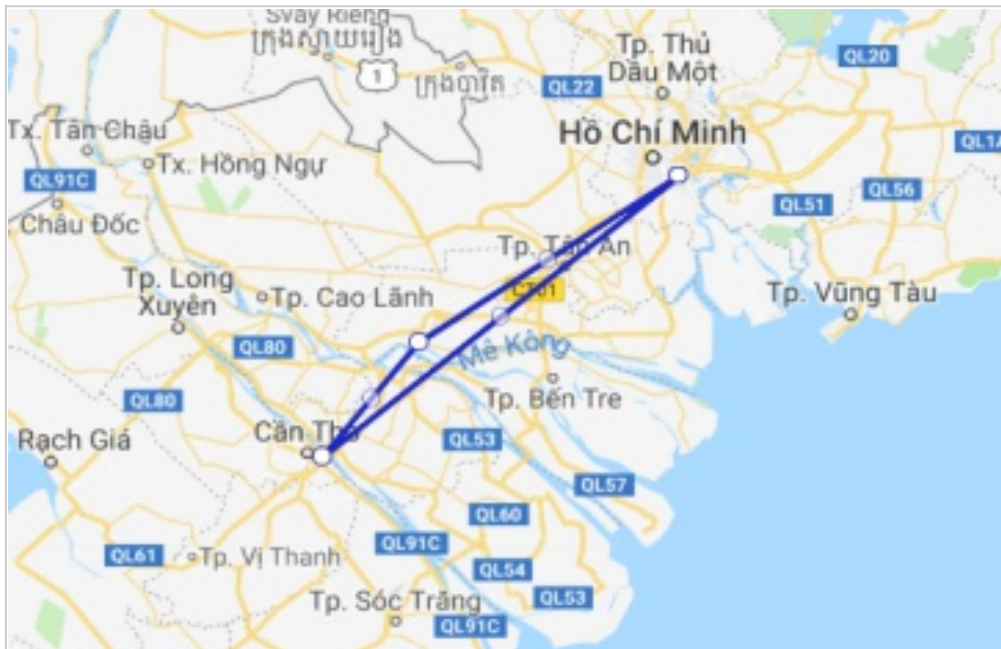 Svay Rieng
ក្រុងស្វាយរៀង
1
ក្រុងបាវិត
QL22
Tp. Thủ
Dầu Một
QL20
Tx. Tân Châu
Tx. Hồng Ngự
Hồ Chí Minh
QL1A
QL91C
Châu Đốc
QL51
QL56
Tp. Long
Xuyên
Tp. Cao Lãnh
Tp. Tân An
CT01
Tp. Vũng Tàu
QL80
Mê Kông
QL80
Tp. Bến Tre
Rạch Giá
Cần Thơ
QL53
QL57
QL60
QL61
Tp. Vị Thanh
QL91C
QL54
QL53
Tp. Sóc Trăng
QL91C